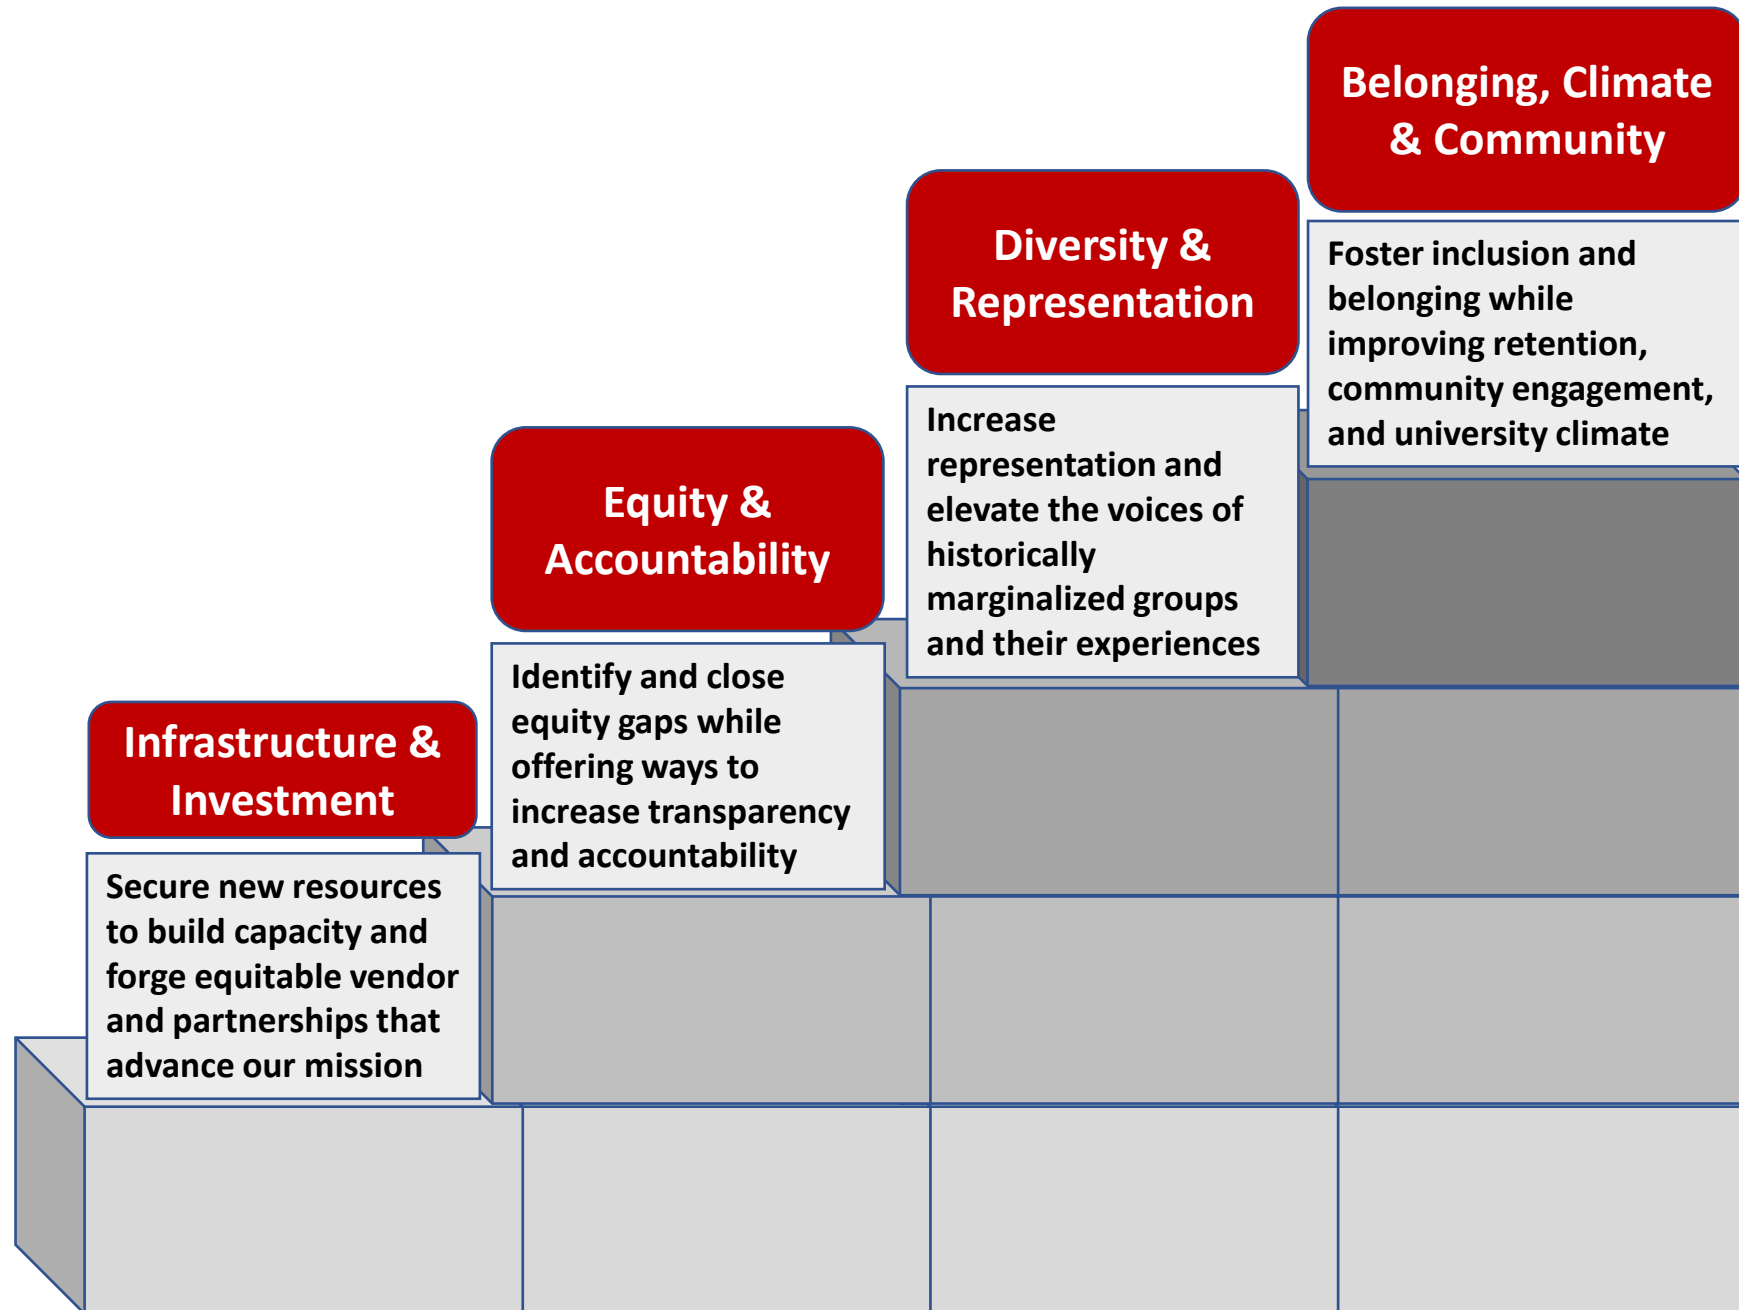 Belonging, Climate
& Community
Foster inclusion and
belonging while
improving retention,
community engagement,
and university climate
Diversity &
Representation
Increase
representation and
elevate the voices of
historically
marginalized groups
and their experiences
Equity &
Accountability
Identify and close
equity gaps while
offering ways to
increase transparency
and accountability
Infrastructure &
Investment
Secure new resources
to build capacity and
forge equitable vendor
and partnerships that
advance our mission